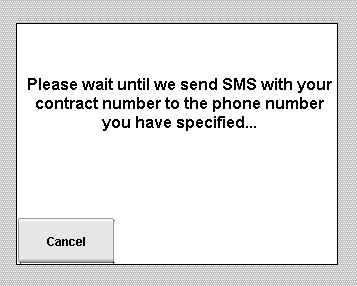 Please wait until we send SMS with your
contract number to the phone number
you have specified...
Cancel